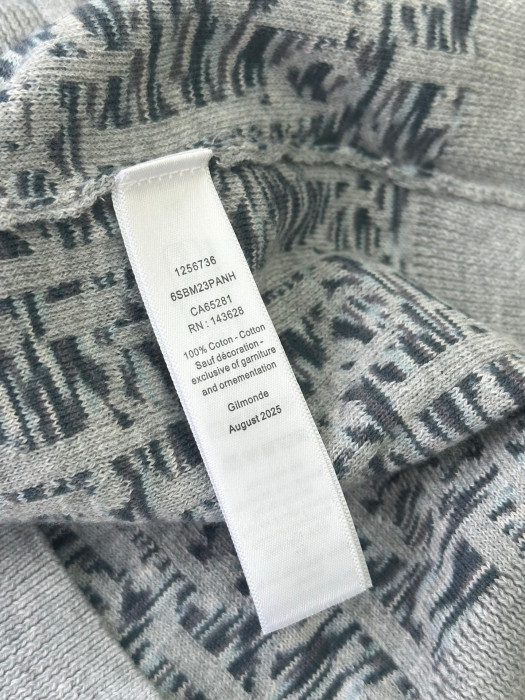 1256736
6SBM23PANH
CA65281
RN : 143628
100% Coton - Cotton
Sauf décoration -
exclusive of garniture
and ornementation
Gilmonde
August 2025